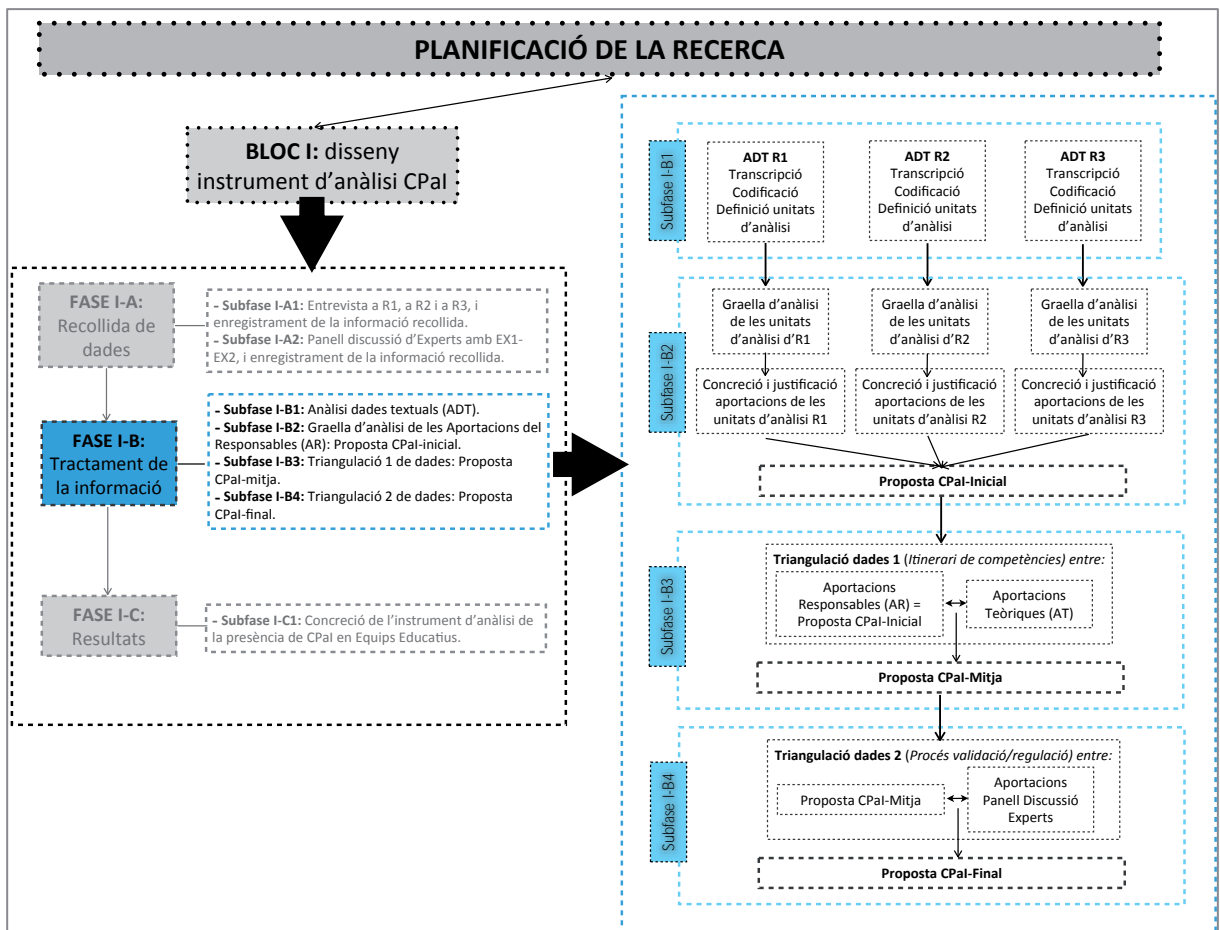 PLANIFICACIÓ DE LA RECERCA
BLOC I: disseny
instrument d'anàlisi CPaI
FASE I-A:
Recollida de
dades
- Subfase I-A1: Entrevista a R1, a R2 i a R3, i
enregistrament de la informació recollida.
- Subfase I-A2: Panell discussió d'Experts amb EX1-
EX2, i enregistrament de la informació recollida.
FASE I-B:
Tractament de
la informació
- Subfase I-B1: Anàlisi dades textuals (ADT).
- Subfase I-B2: Graella d'anàlisi de les Aportacions del
Responsables (AR): Proposta CPaI-inicial.
- Subfase I-B3: Triangulació 1 de dades: Proposta
CPaI-mitja.
- Subfase I-B4: Triangulació 2 de dades: Proposta
CPaI-final.
FASE I-C:
Resultats
- Subfase I-C1: Concreció de l'instrument d'anàlisi de
la presència de CPaI en Equips Educatius.
Subfase I-B1
ADT R1
Transcripció
Codificació
Definició unitats
d'anàlisi
ADT R2
Transcripció
Codificació
Definició unitats
d'anàlisi
ADT R3
Transcripció
Codificació
Definició unitats
d'anàlisi
Subfase I-B2
Graella d'anàlisi
de les unitats
d'anàlisi d'R1
Graella d'anàlisi
de les unitats
d'anàlisi d'R2
Graella d'anàlisi
de les unitats
d'anàlisi d'R3
Concreció i justificació
aportacions de les
unitats d'anàlisi R1
Concreció i justificació
aportacions de les
unitats d'anàlisi R2
Concreció i justificació
aportacions de les
unitats d'anàlisi R3
Proposta CPaI-Inicial
Subfase I-B3
Triangulació dades 1 (Itinerari de competències) entre:
Aportacions
Responsables (AR) =
Proposta CPaI-Inicial
Aportacions
Teòriques (AT)
Proposta CPaI-Mitja
Subfase I-B4
Triangulació dades 2 (Procés validació/regulació) entre:
Proposta CPaI-Mitja
Aportacions
Panell Discussió
Experts
Proposta CPaI-Final